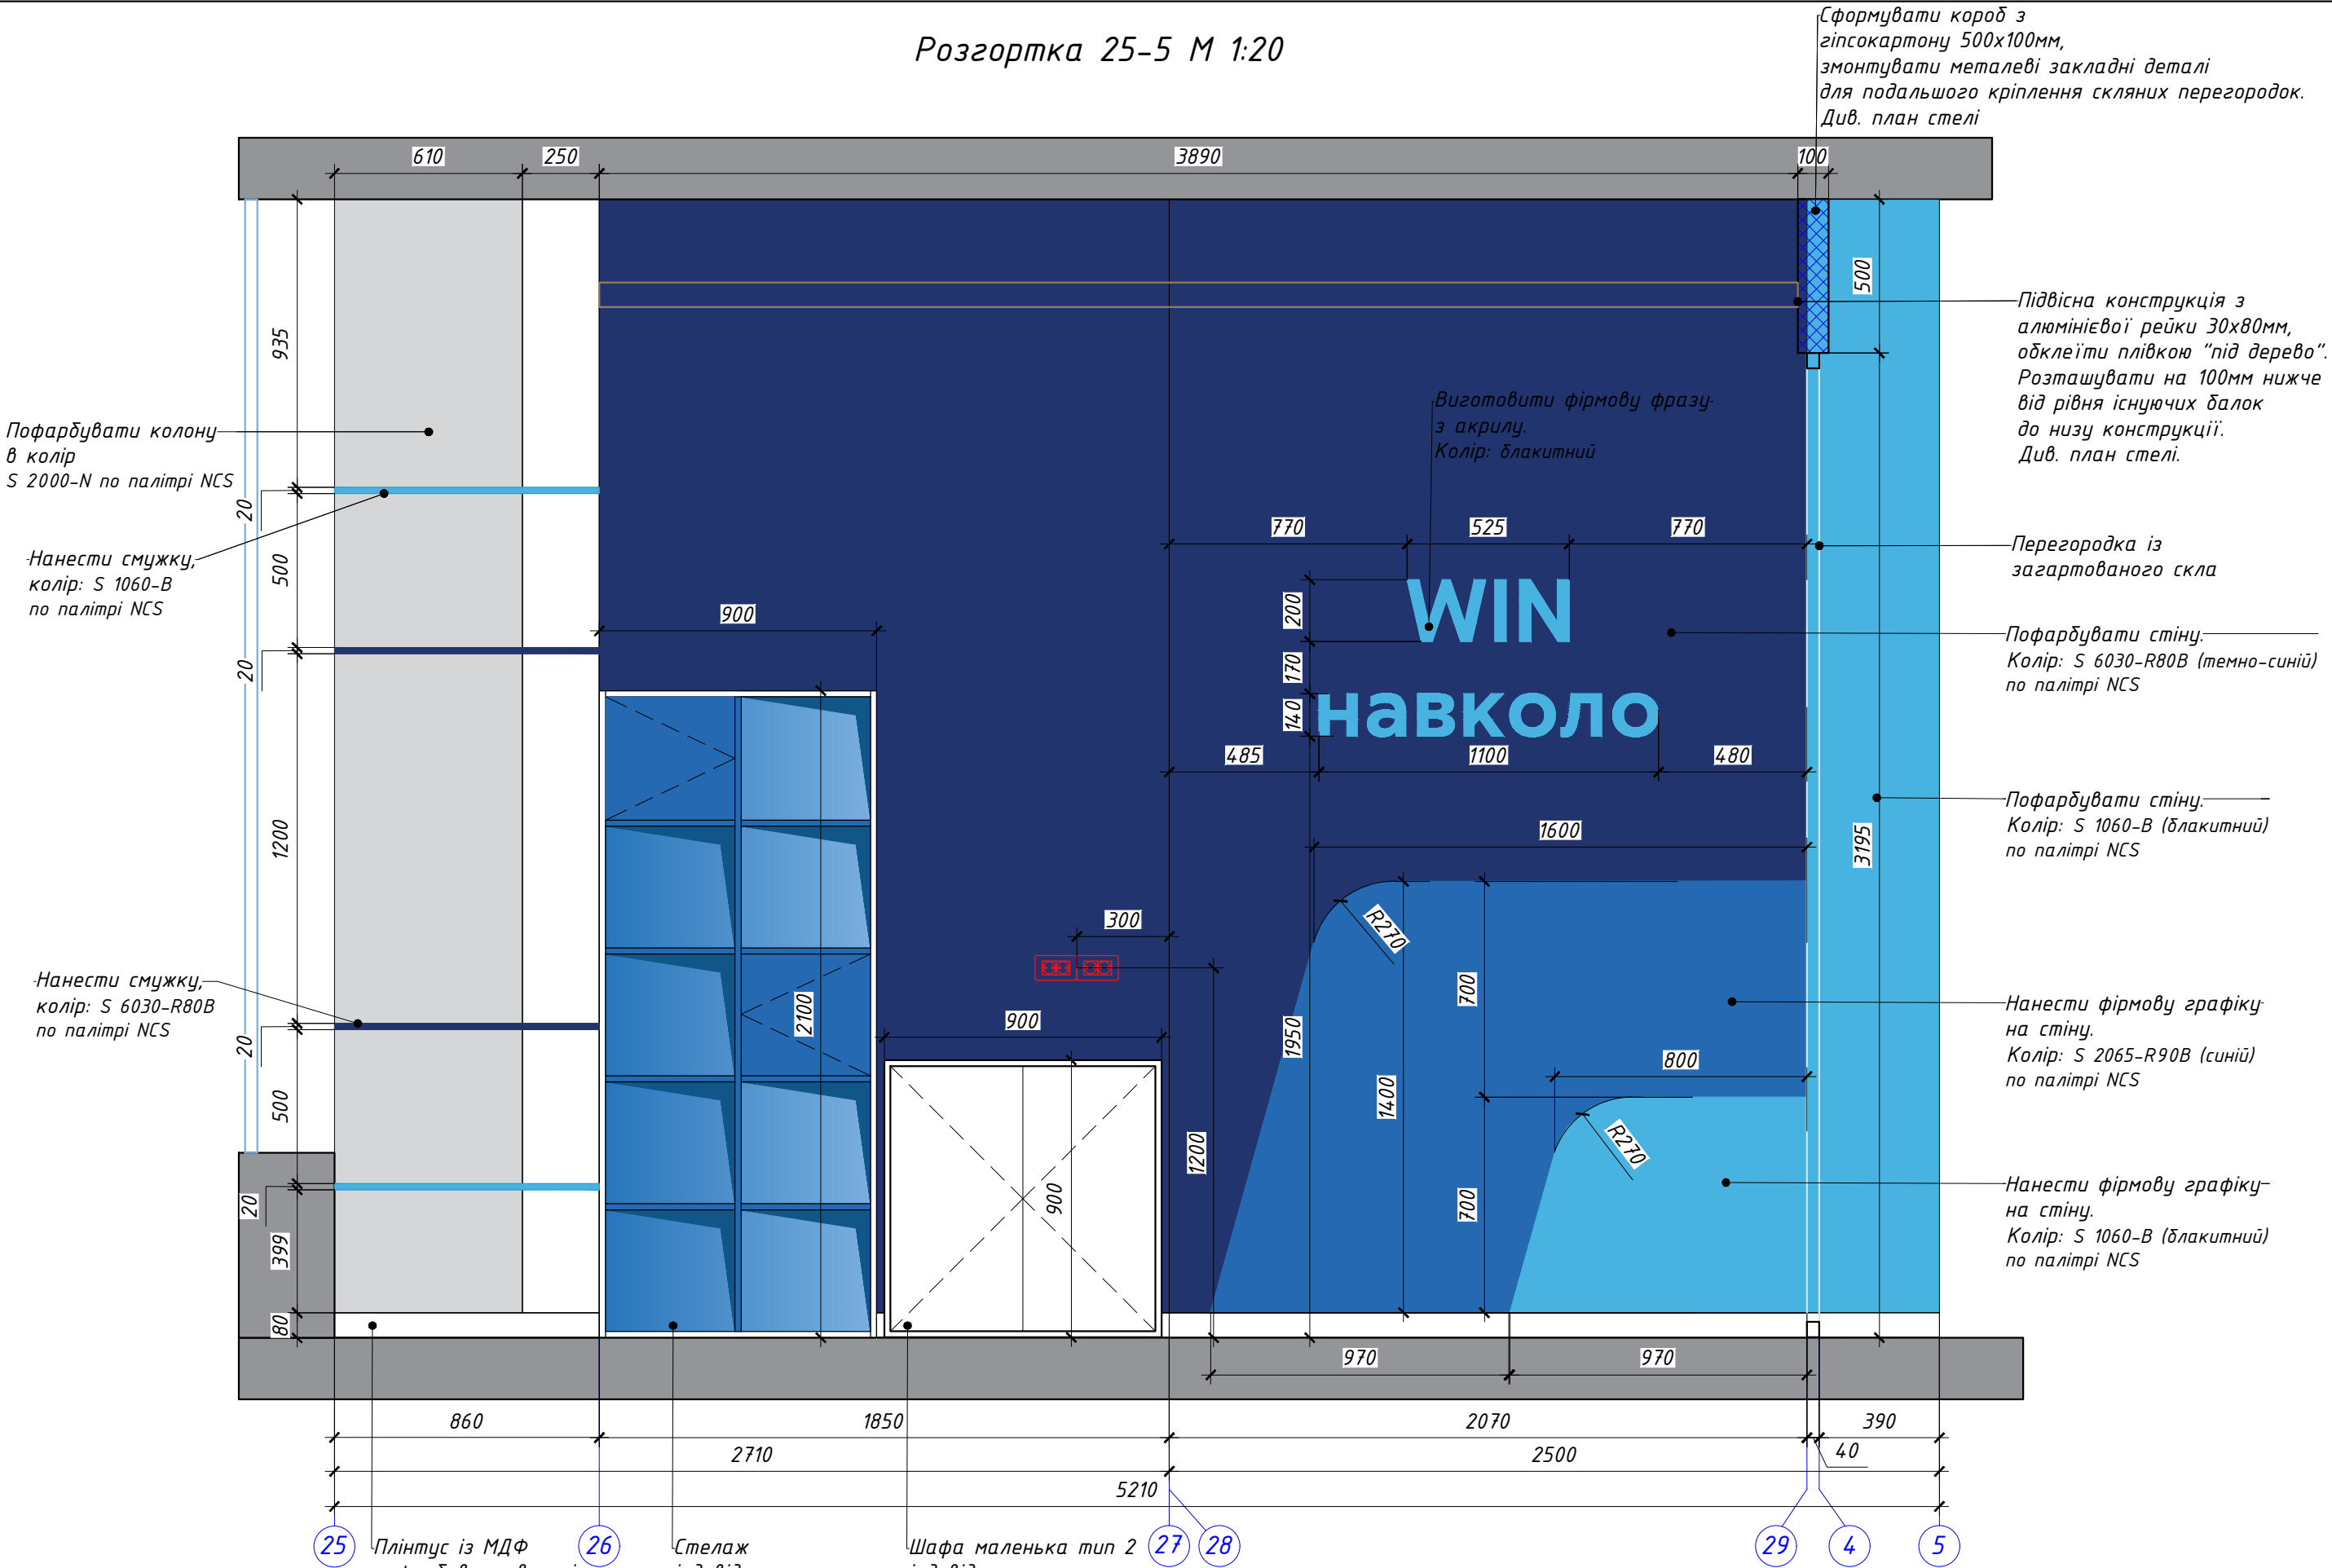 Розгортка 25-5 М 1:20
Сформувати короб з
гіпсокартону 500х100мм,
змонтувати металеві закладні деталі
для подальшого кріплення скляних перегородок.
Див. план стелі
610
250
3890
100
935
500
Підвісна конструкція з
алюмінієвої рейки 30х80мм,
обклеїти плівкою "під дерево".
Розташувати на 100мм нижче
від рівня існуючих балок
до низу конструкції.
Див. план стелі.
Виготовити фірмову фразу
з акрилу.
Колір: блакитний
Пофарбувати колону
в колір
S 2000-N по палітрі NCS
20
Нанести смужку,
колір: S 1060-B
по палітрі NCS
500
770
525
770
Перегородка із
загартованого скла
WIN
200
900
20
170
Пофарбувати стіну.
Колір: S 6030-R80B (темно-синій)
по палітрі NCS
навколо
140
485
1100
480
Пофарбувати стіну.
Колір: S 1060-B (блакитний)
по палітрі NCS
1200
1600
3195
300
R270
Нанести смужку,
колір: S 6030-R80B
по палітрі NCS
20
2100
900
1950
700
Нанести фірмову графіку
на стіну.
Колір: S 2065-R90B (синій)
по палітрі NCS
500
1400
800
1200
R270
20
900
700
Нанести фірмову графіку
на стіну.
Колір: S 1060-B (блакитний)
по палітрі NCS
399
80
970
970
860
1850
2070
390
2710
2500
40
5210
25
Плінтус із МДФ
26
Стелаж
Шафа маленька тип 2
27
28
29
4
5